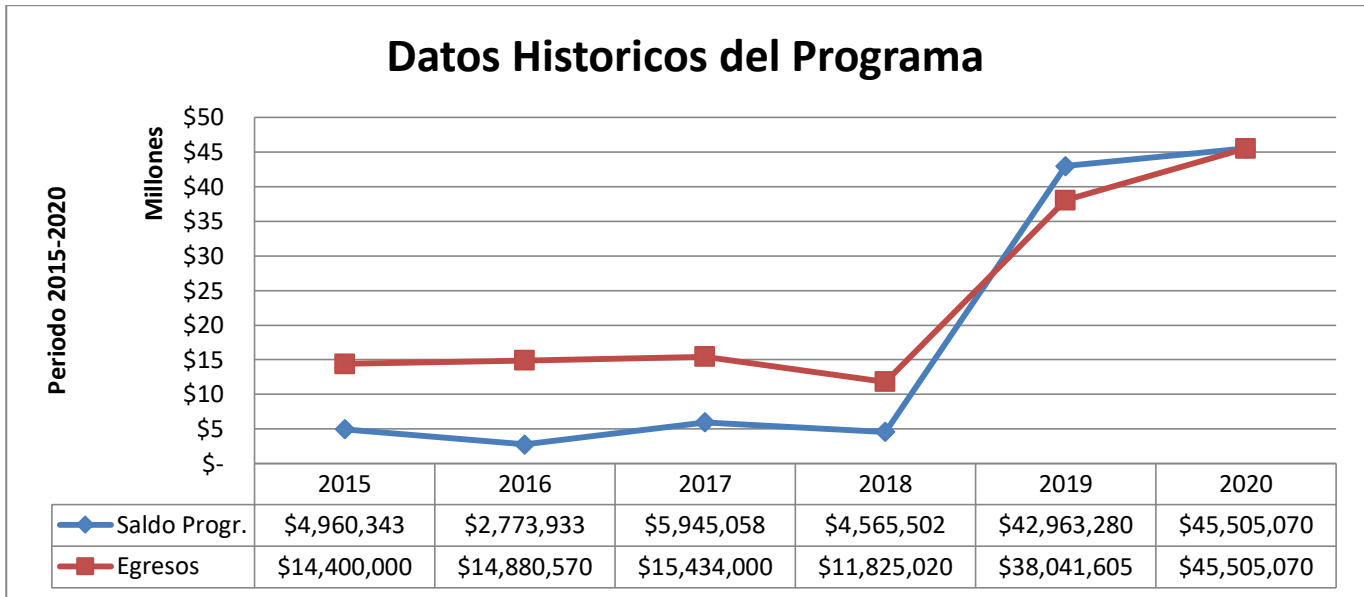 Datos Historicos del Programa
Periodo 2015-2020
Millones
$50
$45
$40
$35
$30
$25
$20
$15
$10
$5
$-
2015 2016 2017 2018 2019 2020
Saldo Progr. $4,960,343 $2,773,933 $5,945,058 $4,565,502 $42,963,280 $45,505,070
Egresos $14,400,000 $14,880,570 $15,434,000 $11,825,020 $38,041,605 $45,505,070